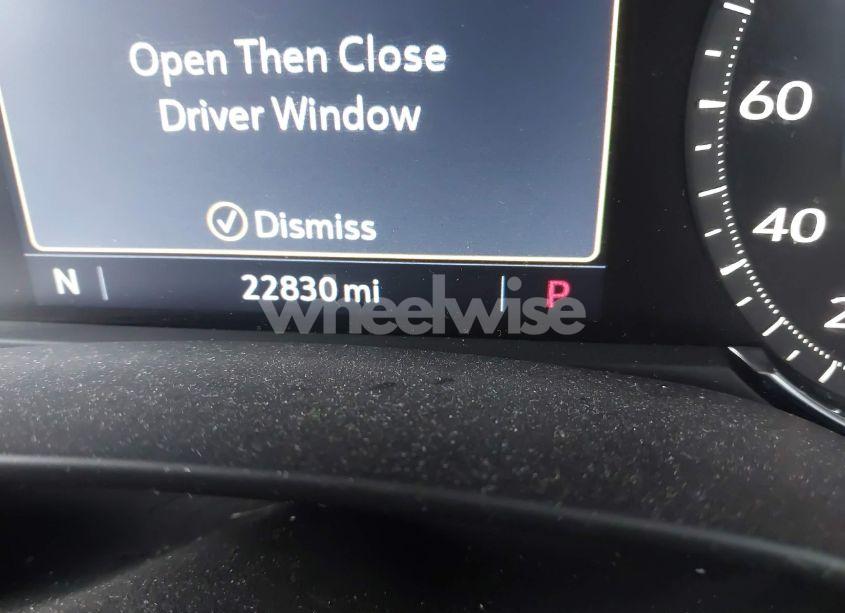 Open Then Close
Driver Window
Dismiss
N 22830 mi P
wheelwise
60
40